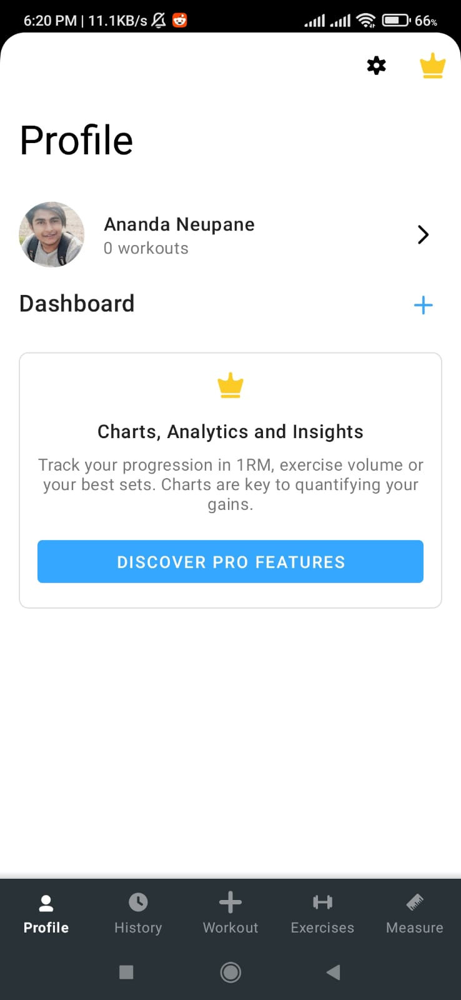 6:20 PM | 11.1KB/s 66%
Profile
Ananda Neupane
0 workouts
Dashboard
Charts, Analytics and Insights
Track your progression in 1RM, exercise volume or
your best sets. Charts are key to quantifying your
gains.
DISCOVER PRO FEATURES
Profile History Workout Exercises Measure